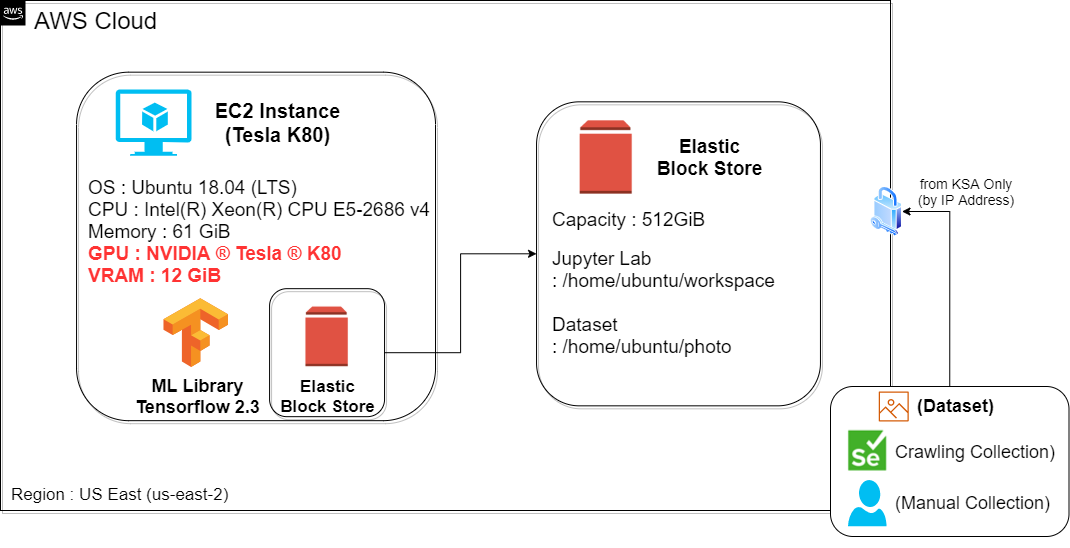 aws
AWS Cloud
EC2 Instance
(Tesla K80)
OS : Ubuntu 18.04 (LTS)
CPU : Intel(R) Xeon(R) CPU E5-2686 v4
Memory : 61 GiB
GPU : NVIDIA ® Tesla ® K80
VRAM : 12 GiB
ML Library
Tensorflow 2.3
Elastic
Block Store
Elastic
Block Store
Capacity : 512GiB
Jupyter Lab
: /home/ubuntu/workspace
Dataset
: /home/ubuntu/photo
from KSA Only
(by IP Address)
(Dataset)
Se
Crawling Collection)
(Manual Collection)
Region : US East (us-east-2)